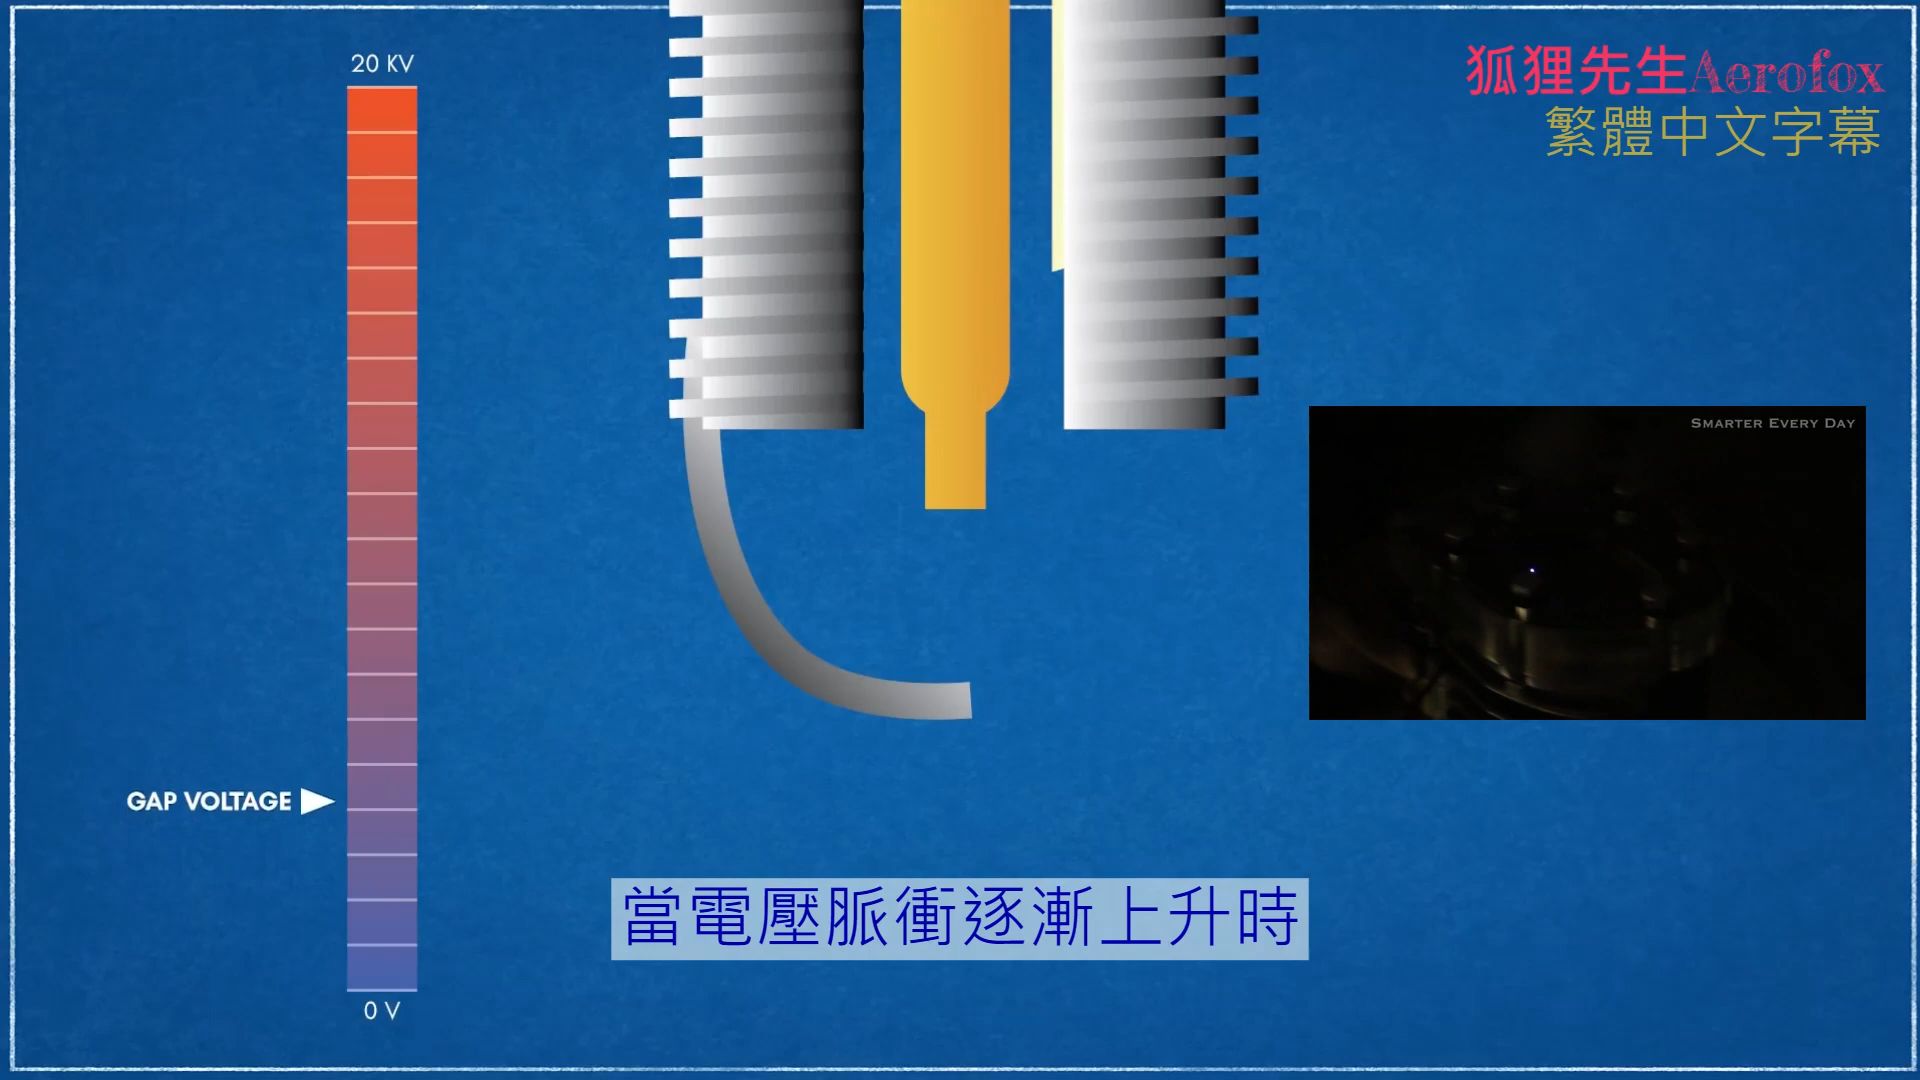 20 KV
狐狸先生Aerofox
繁體中文字幕
SMARTER EVERY DAY
GAP VOLTAGE
當電壓脈衝逐漸上升時
0 V